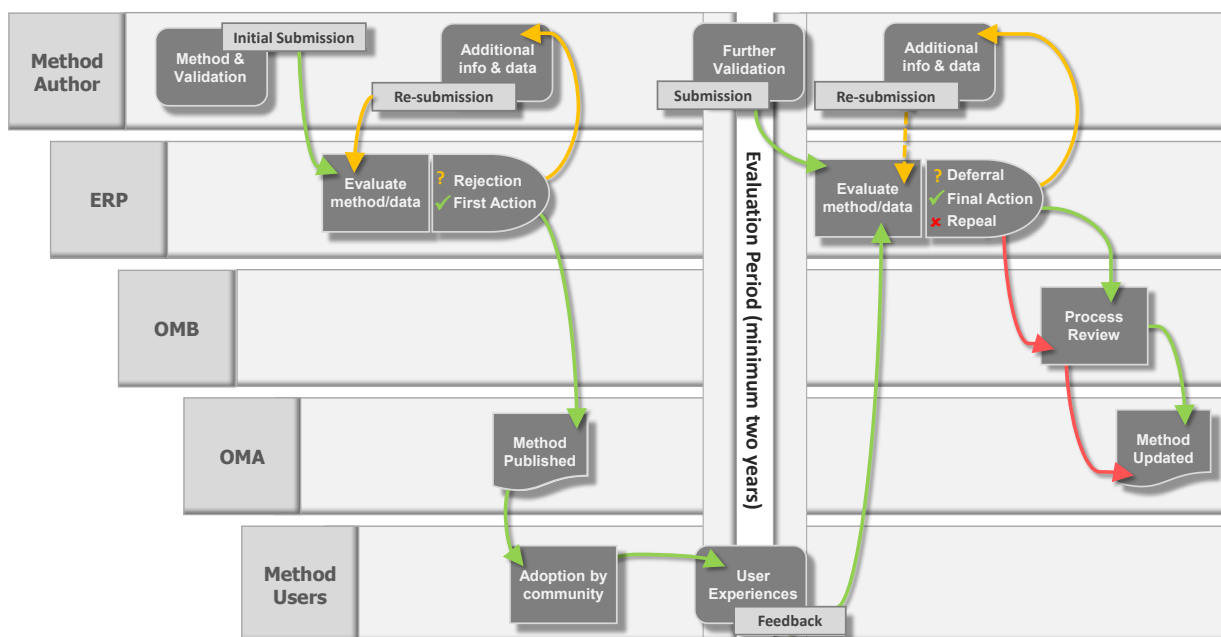 Method
Author
Method &
Validation
Initial Submission
Additional
info & data
Re-submission
Further
Validation
Submission
Additional
info & data
Re-submission
Evaluation Period (minimum two years)
ERP
Evaluate
method/data
? Rejection
✓ First Action
Evaluate
method/data
? Deferral
✓ Final Action
✘ Repeal
OMB
Process
Review
OMA
Method
Published
Method
Updated
Method
Users
Adoption by
community
User
Experiences
Feedback